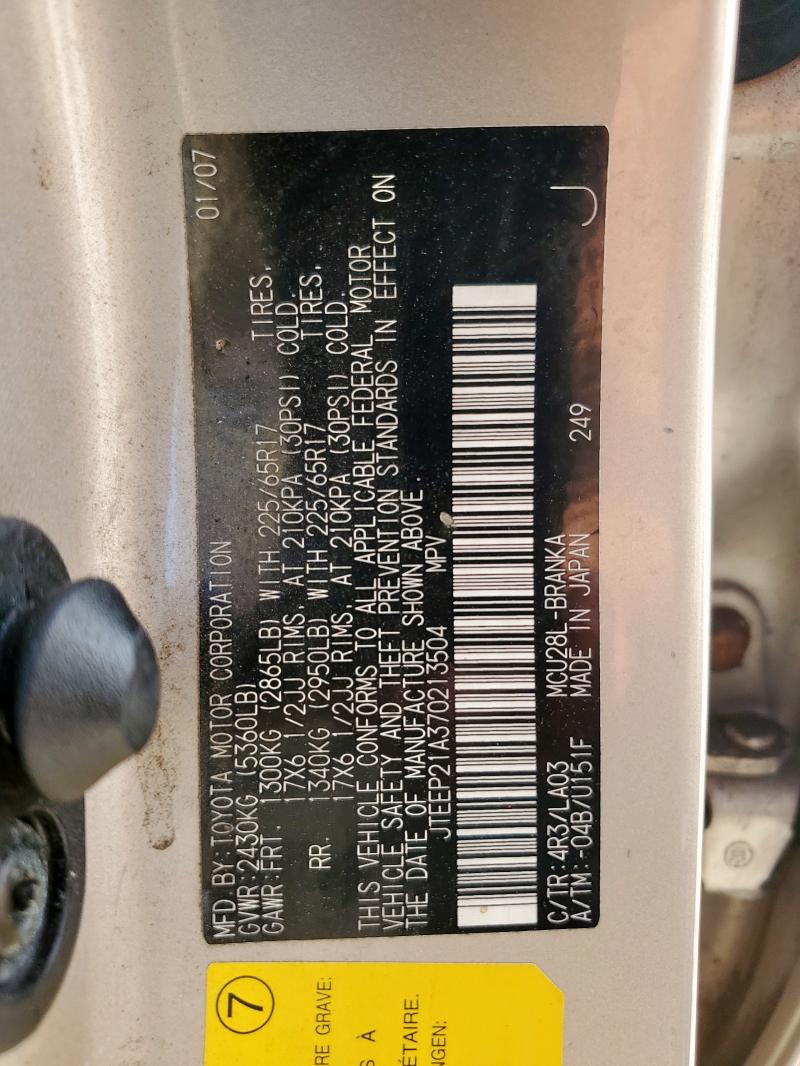 MFD. BY: TOYOTA MOTOR CORPORATION 01/07
GVWR: 2430KG (5360LB)
GAWR: FRT. 1300KG (2865LB) WITH 225/65R17 TIRES,
17X6 1/2JJ RIMS, AT 210KPA (30PSI) COLD
RR. 1340KG (2950LB) WITH 225/65R17 TIRES,
17X6 1/2JJ RIMS, AT 210KPA (30PSI) COLD.
THIS VEHICLE CONFORMS TO ALL APPLICABLE FEDERAL MOTOR
VEHICLE SAFETY AND THEFT PREVENTION STANDARDS IN EFFECT ON
THE DATE OF MANUFACTURE SHOWN ABOVE.
JTEEP21A370213504 MPV
C/TR: 4R3/LA03 MCU28L-BRANKA J
A/TM: -04B/U151F MADE IN JAPAN 249
7
RE GRAVE:
S À
ÉTAIRE.
NGEN: